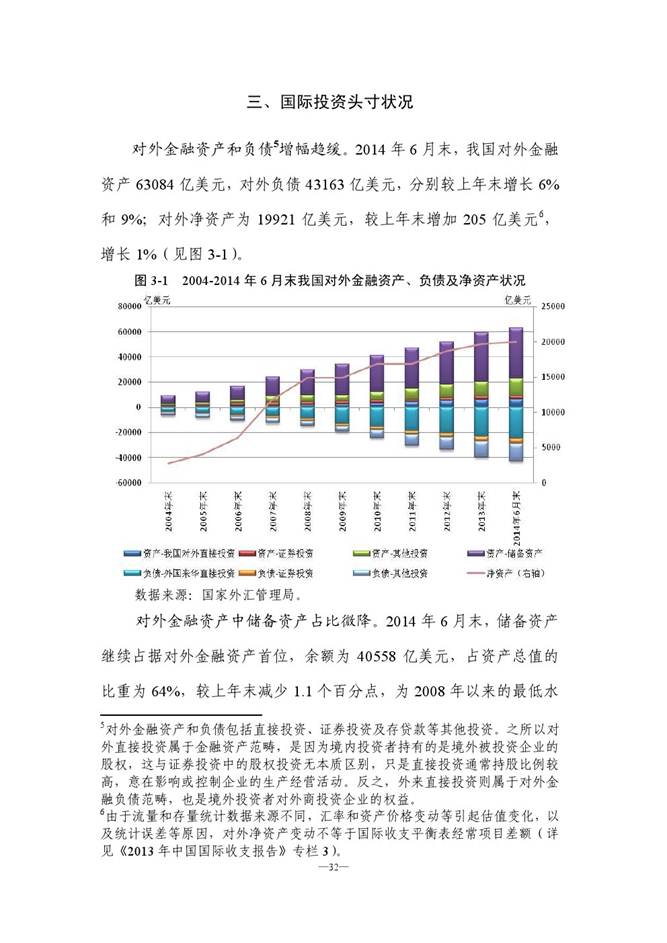 三、国际投资头寸状况
对外金融资产和负债5增幅趋缓。2014 年 6 月末，我国对外金融
资产 63084 亿美元，对外负债 43163 亿美元，分别较上年末增长 6%
和 9%；对外净资产为 19921 亿美元，较上年末增加 205 亿美元6，
增长 1%（见图 3-1）。
图 3-1 2004-2014 年 6 月末我国对外金融资产、负债及净资产状况
亿美元 亿美元
80000 25000
60000
20000
40000
15000
20000
0 10000
-20000
5000
-40000
-60000 0
2004年末 2005年末 2006年末 2007年末 2008年末 2009年末 2010年末 2011年末 2012年末 2013年末 2014年6月末
资产-我国对外直接投资 资产-证券投资 资产-其他投资 资产-储备资产
负债-外国来华直接投资 负债-证券投资 负债-其他投资 净资产（右轴）
数据来源：国家外汇管理局。
对外金融资产中储备资产占比微降。2014 年 6 月末，储备资产
继续占据对外金融资产首位，余额为 40558 亿美元，占资产总值的
比重为 64%，较上年末减少 1.1 个百分点，为 2008 年以来的最低水
5对外金融资产和负债包括直接投资、证券投资及存贷款等其他投资。之所以对
外直接投资属于金融资产范畴，是因为境内投资者持有的是境外被投资企业的
股权，这与证券投资中的股权投资无本质区别，只是直接投资通常持股比例较
高，意在影响或控制企业的生产经营活动。反之，外来直接投资则属于对外金
融负债范畴，也是境外投资者对外商投资企业的权益。
6由于流量和存量统计数据来源不同，汇率和资产价格变动等引起估值变化，以
及统计误差等原因，对外净资产变动不等于国际收支平衡表经常项目差额（详
见《2013 年中国国际收支报告》专栏 3）。
—32—